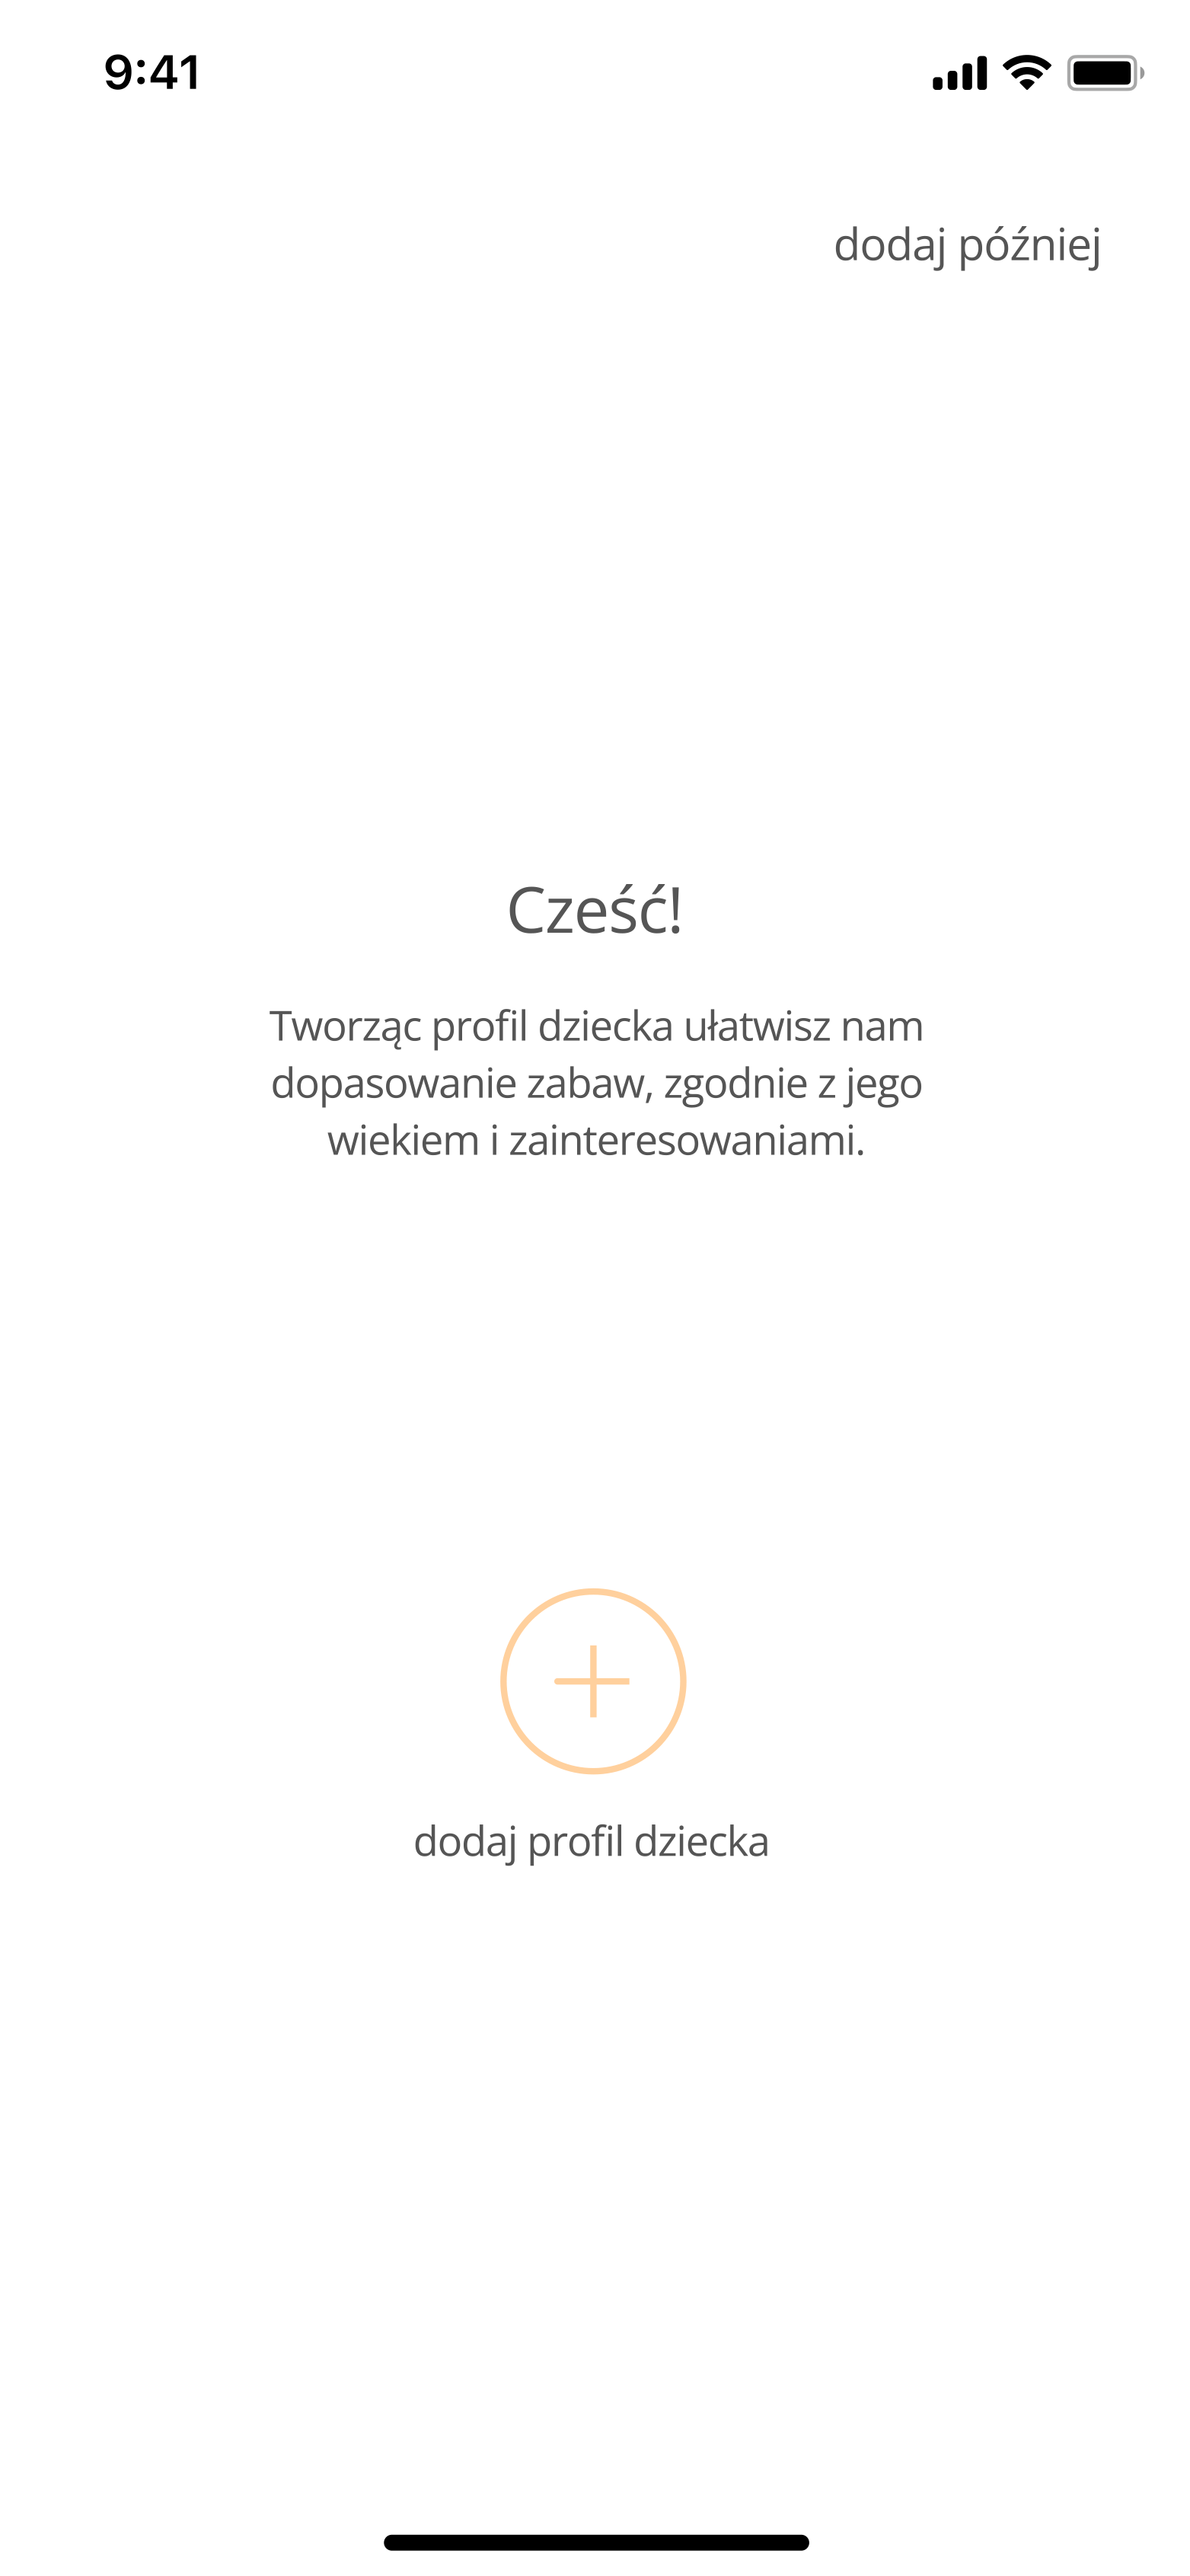 9:41
dodaj później
Cześć!
Tworząc profil dziecka ułatwisz nam
dopasowanie zabaw, zgodnie z jego
wiekiem i zainteresowaniami.
dodaj profil dziecka